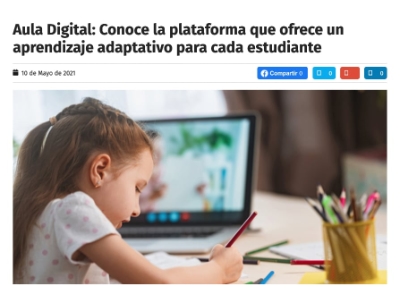 Aula Digital: Conoce la plataforma que ofrece un
aprendizaje adaptativo para cada estudiante
10 de Mayo de 2021
Compartir 0
0
0